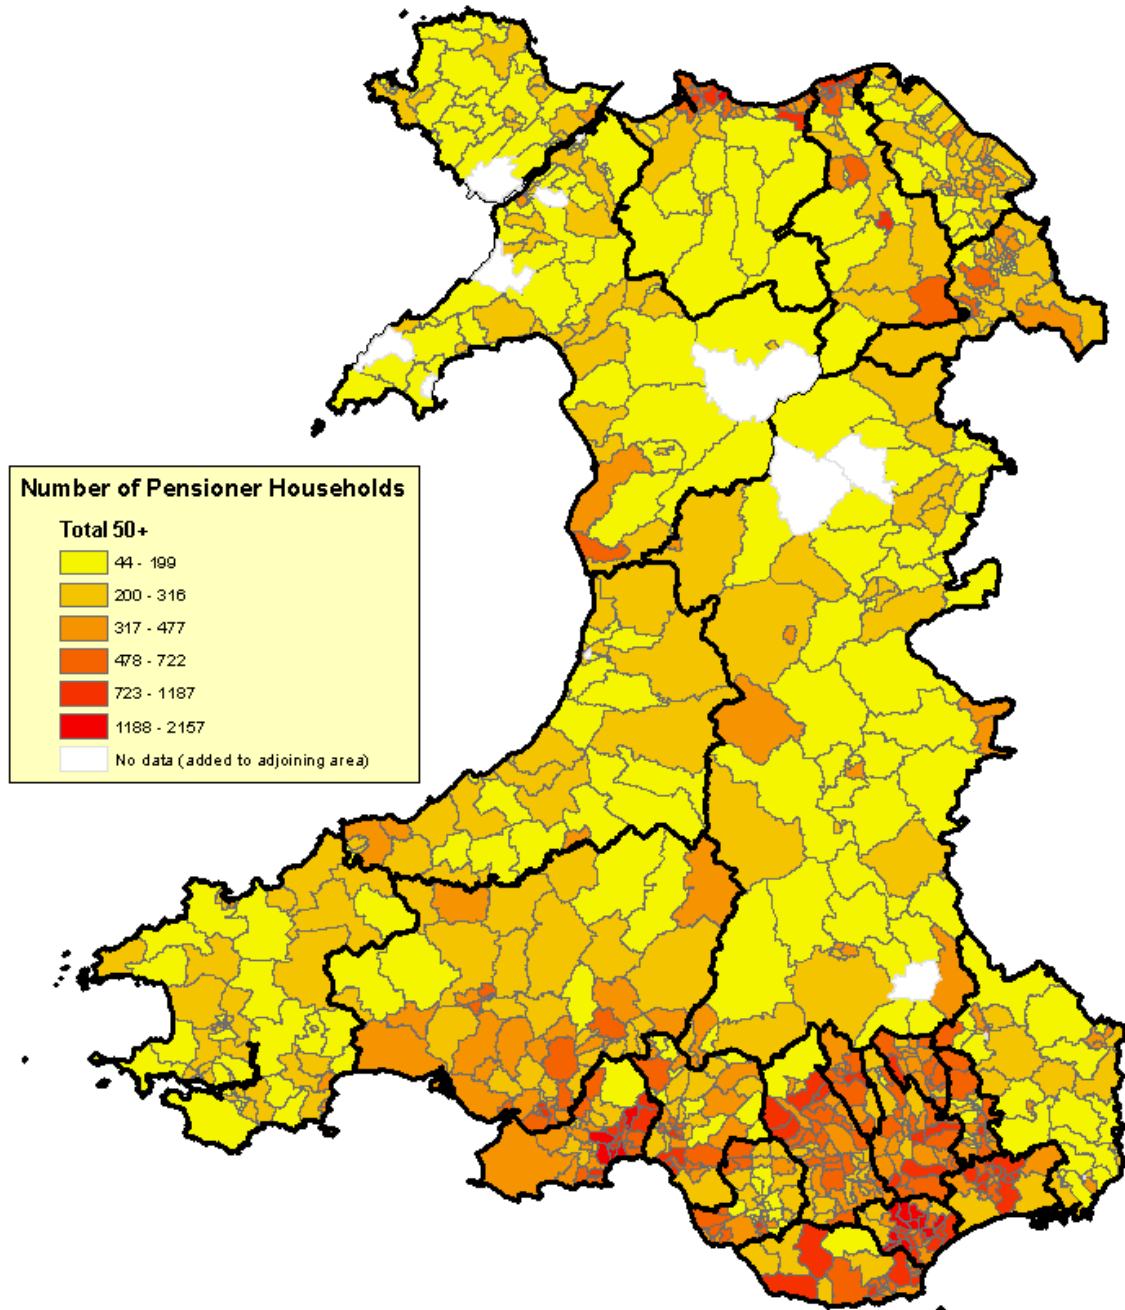 Number of Pensioner Households
Total 50+
44 - 199
200 - 316
317 - 477
478 - 722
723 - 1187
1188 - 2157
No data (added to adjoining area)